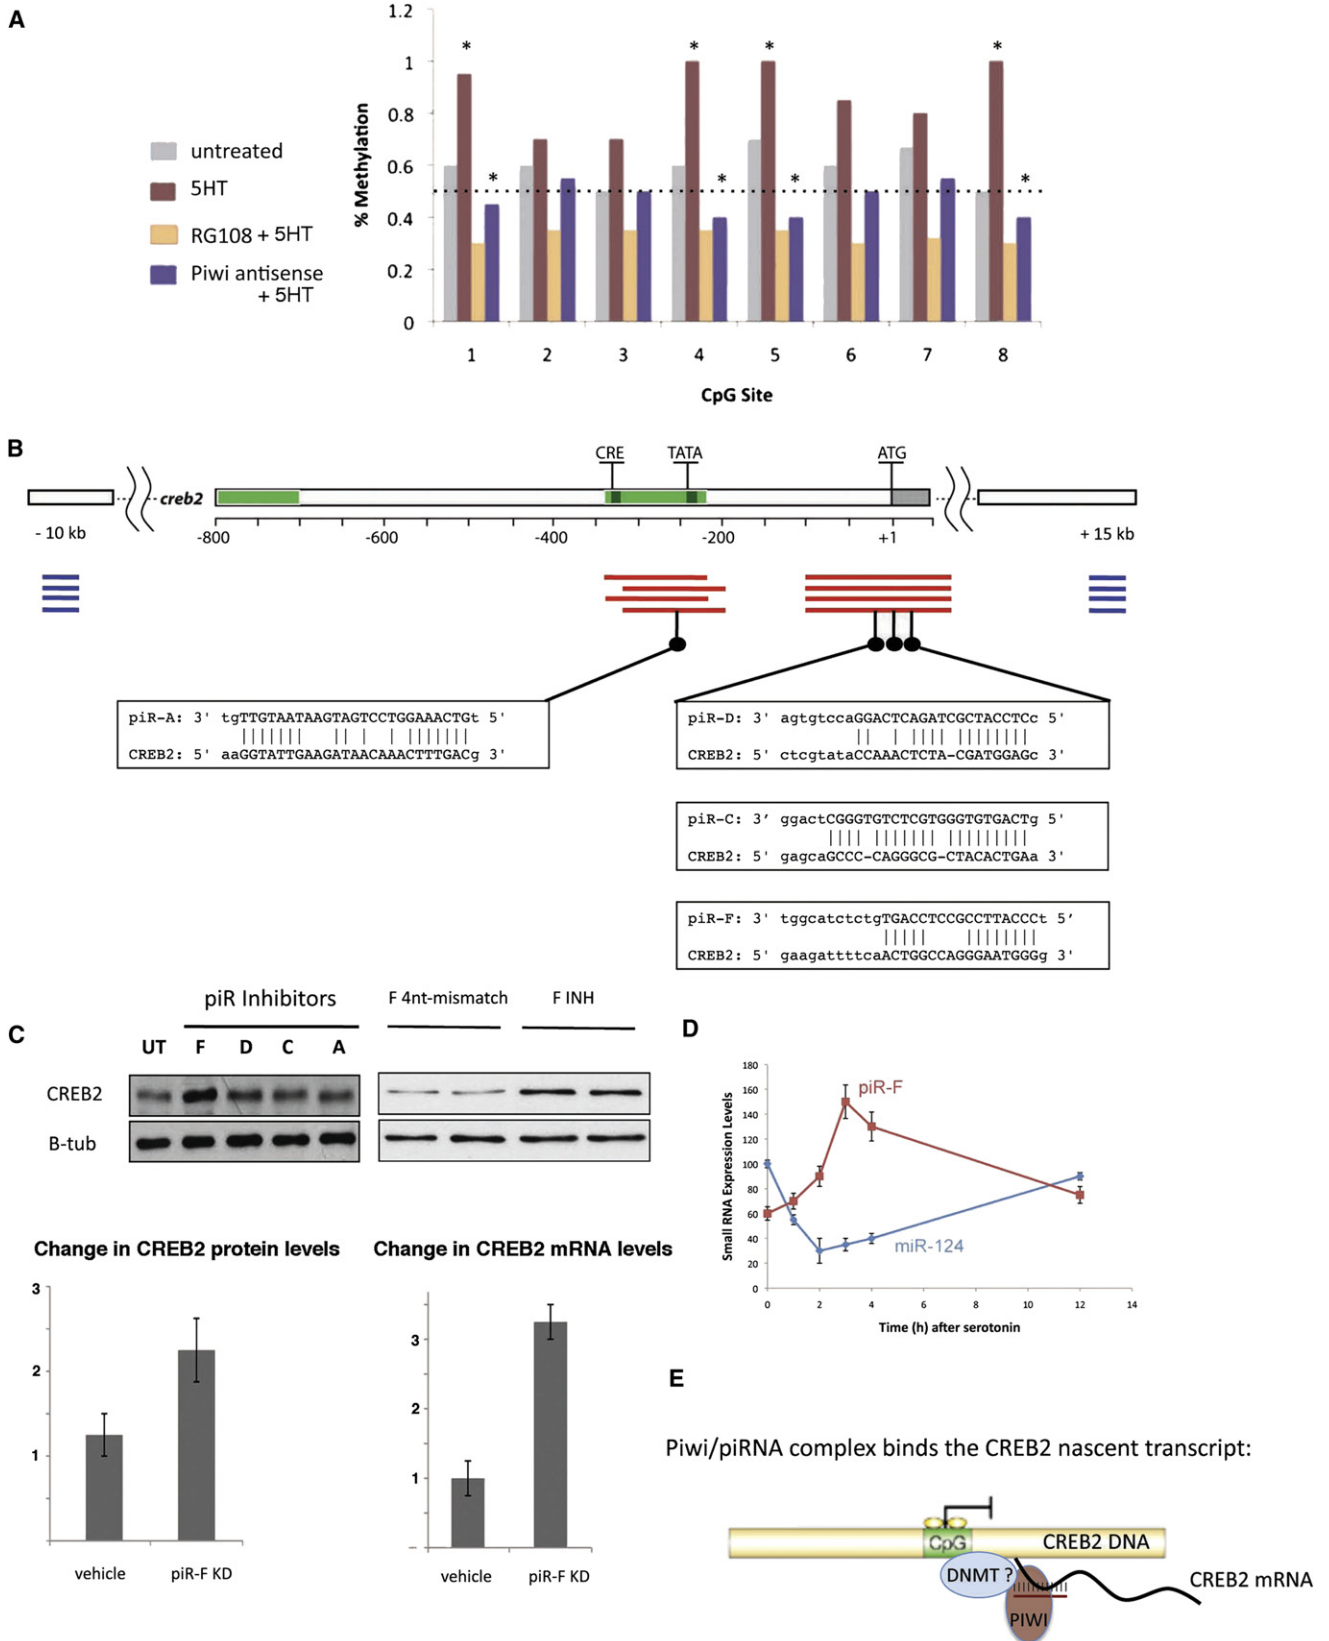 A
1.2
1
0.8
0.6
0.4
0.2
0
% Methylation
untreated
5HT
RG108 + 5HT
Piwi antisense
+ 5HT
* * * *
* * * *
1 2 3 4 5 6 7 8
CpG Site
B
CRE TATA ATG
creb2
- 10 kb -800 -600 -400 -200 +1 + 15 kb
piR-A: 3' tgTTGTAATAAGTAGTCCTGGAAACTGt 5'
CREB2: 5' aaGGTATTGAAGATAACAAACTTTGACg 3'
piR-D: 3' agtgtccaGGACTCAGATCGCTACCTCc 5'
CREB2: 5' ctcgtataCCAAACTCTA-CGATGGAGc 3'
piR-C: 3' ggactCGGGTGTCTCGTGGGTGTGACTg 5'
CREB2: 5' gagcaGCCC-CAGGGCG-CTACACTGAa 3'
piR-F: 3' tggcatctctgTGACCTCCGCCTTACCCt 5'
CREB2: 5' gaagattttcaACTGGCCAGGGAATGGGg 3'
C
piR Inhibitors
F 4nt-mismatch F INH
UT F D C A
CREB2
B-tub
Change in CREB2 protein levels
3
2
1
vehicle piR-F KD
Change in CREB2 mRNA levels
3
2
1
vehicle piR-F KD
D
180
160
140
120
100
80
60
40
20
0
Small RNA Expression Levels
piR-F
miR-124
0 2 4 6 8 10 12 14
Time (h) after serotonin
E
Piwi/piRNA complex binds the CREB2 nascent transcript:
CpG
CREB2 DNA
DNMT ?
CREB2 mRNA
PIWI